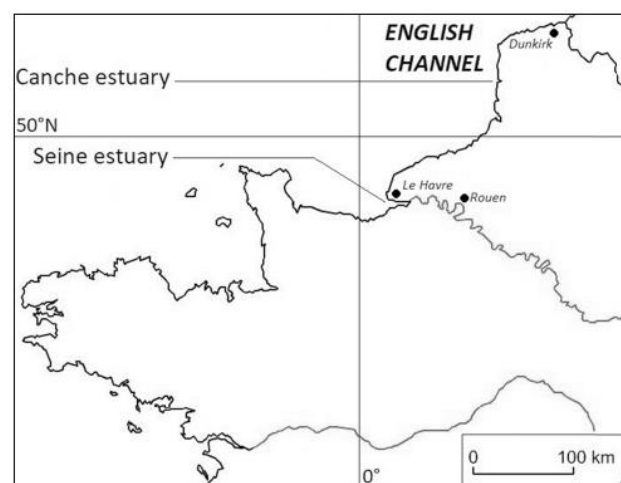 ENGLISH
CHANNEL
Dunkirk
Canche estuary
50°N
Seine estuary
Le Havre
Rouen
0 100 km
0°